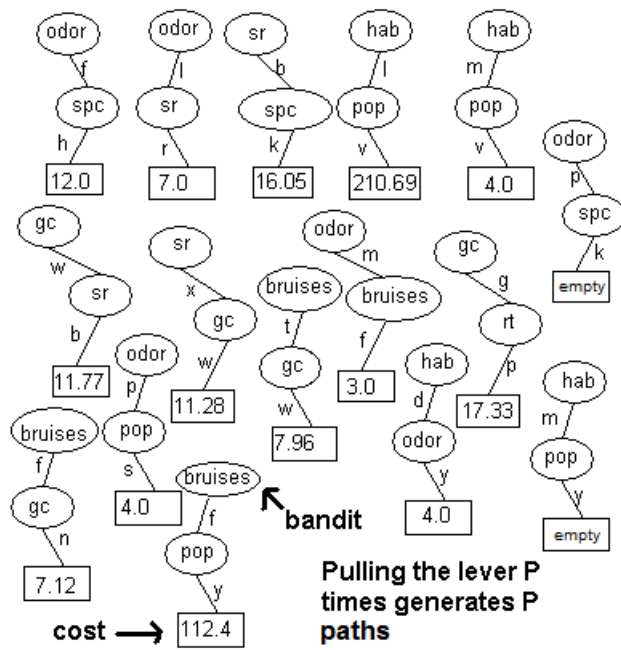 odor
f
spc
h
12.0
odor
l
sr
r
7.0
sr
b
spc
k
16.05
hab
l
pop
v
210.69
hab
m
pop
v
4.0
odor
p
spc
k
empty
gc
w
sr
b
11.77
sr
x
gc
w
11.28
bruises
t
gc
w
7.96
odor
m
bruises
f
3.0
gc
g
rt
p
17.33
odor
p
pop
s
4.0
hab
d
odor
y
4.0
hab
m
pop
y
empty
bruises
f
gc
n
7.12
bruises
f
pop
y
112.4
bandit
cost
Pulling the lever P
times generates P
paths